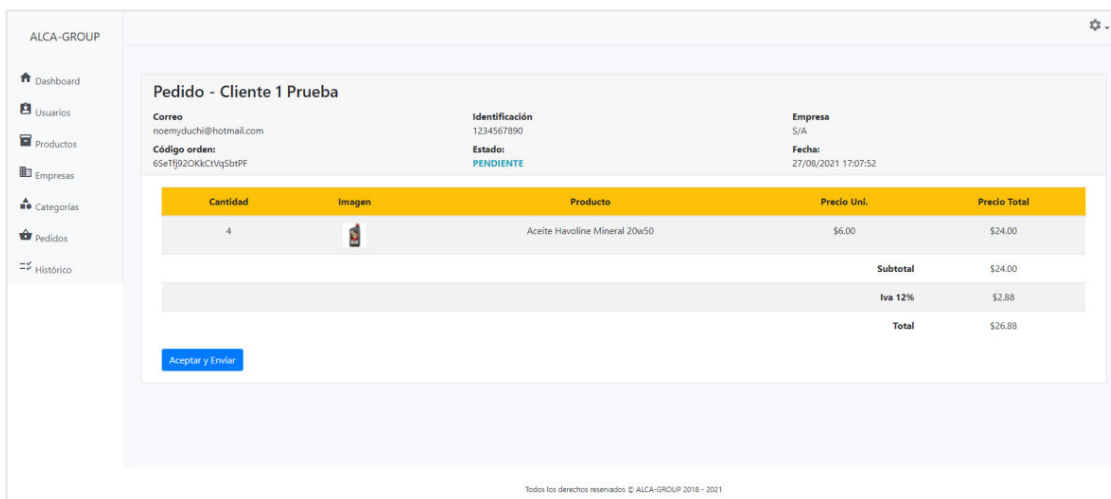 ALCA-GROUP
Dashboard
Usuarios
Productos
Empresas
Categorías
Pedidos
Histórico
Pedido - Cliente 1 Prueba
Correo Identificación Empresa
noemyduchi@hotmail.com 1234567890 S/A
Código orden: Estado: Fecha:
6SeTfj92OKkCtVqSbtPF PENDIENTE 27/08/2021 17:07:52
Cantidad Imagen Producto Precio Uni. Precio Total
4 Aceite Havoline Mineral 20w50 $6.00 $24.00
Subtotal $24.00
Iva 12% $2.88
Total $26.88
Aceptar y Enviar
Todos los derechos reservados © ALCA-GROUP 2018 - 2021